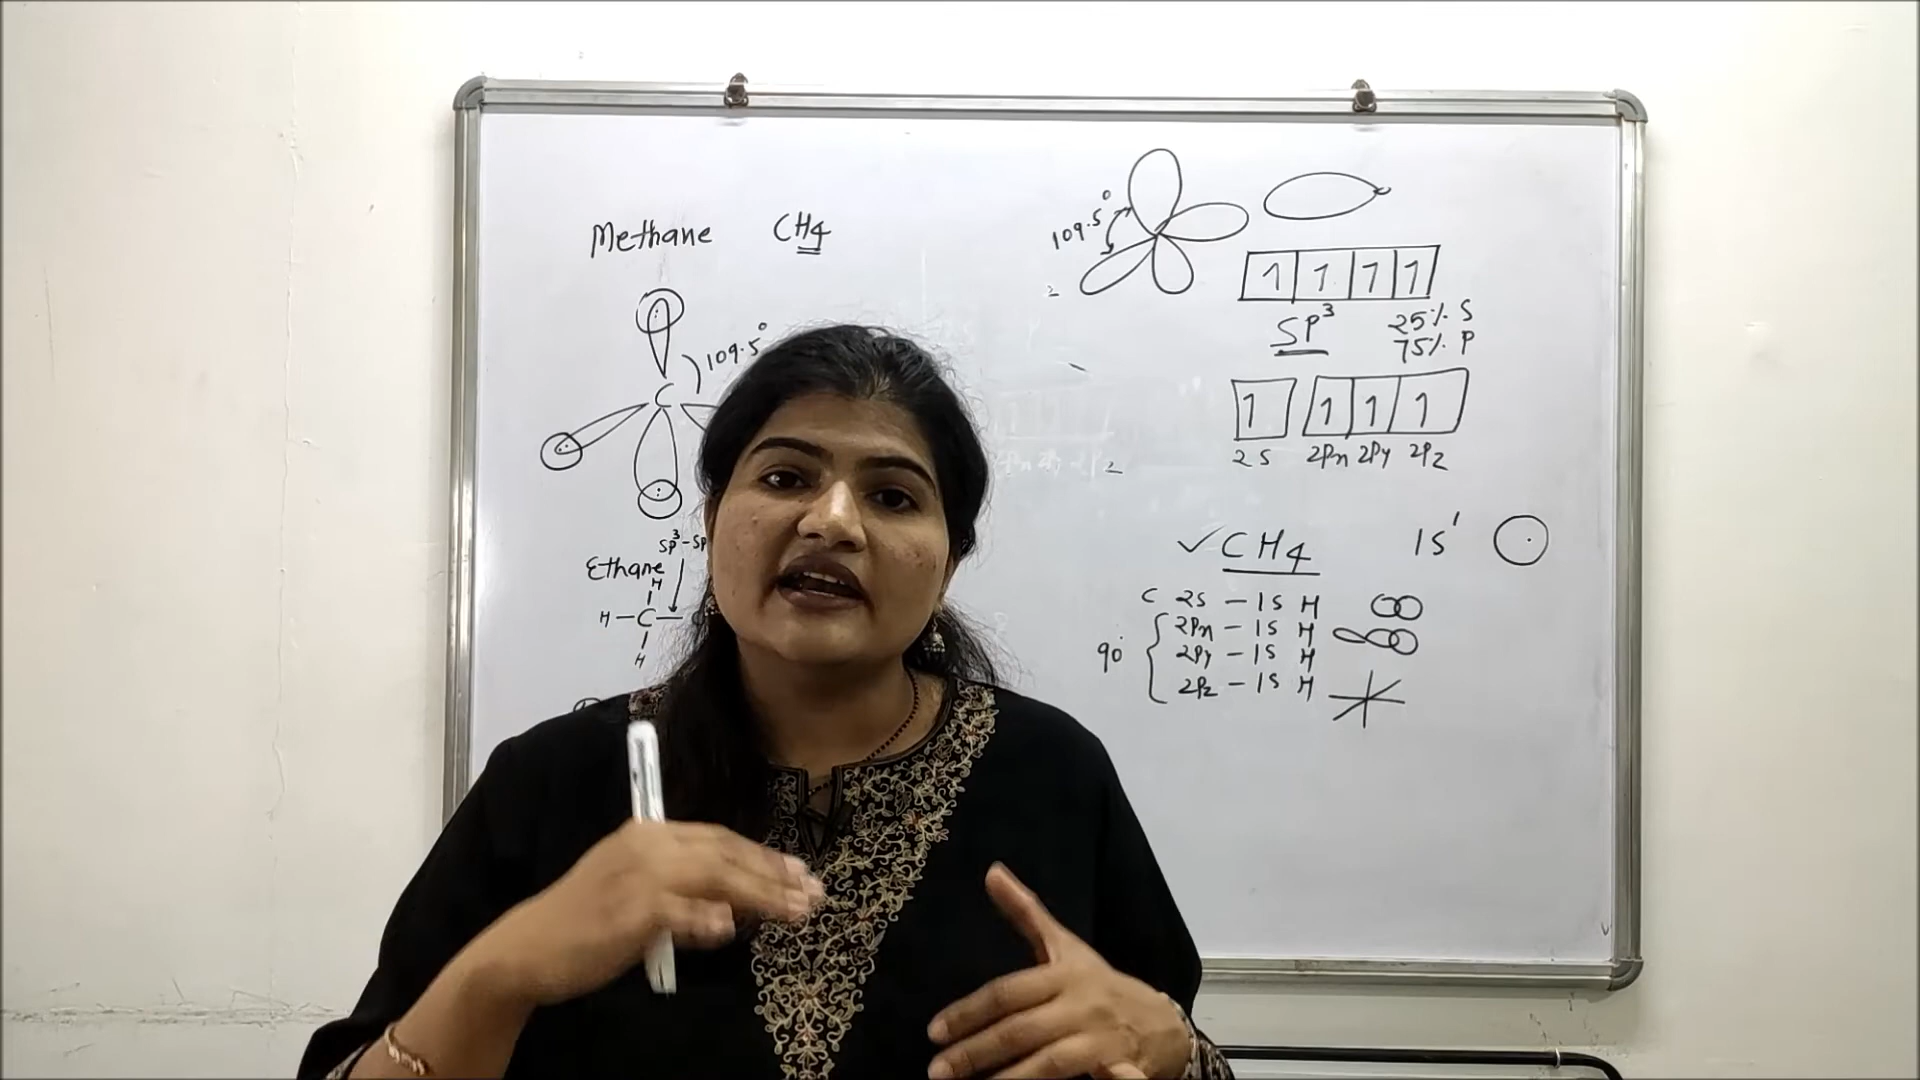 Methane CH4
109.5°
C
Ethane
SP³-SP
H
H-C-
H
109.5°
1 1 1 1
SP³ 25% S
75% P
1 1 1 1
2S 2Px 2Py 2Pz
✓ CH4 1S¹
C 2S - 1S H
90° { 2Px - 1S H
2Py - 1S H
2Pz - 1S H